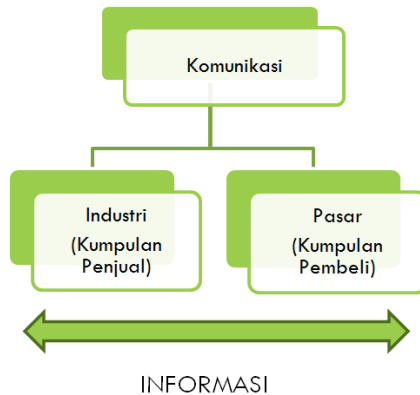 Komunikasi
Industri
(Kumpulan
Penjual)
Pasar
(Kumpulan
Pembeli)
INFORMASI